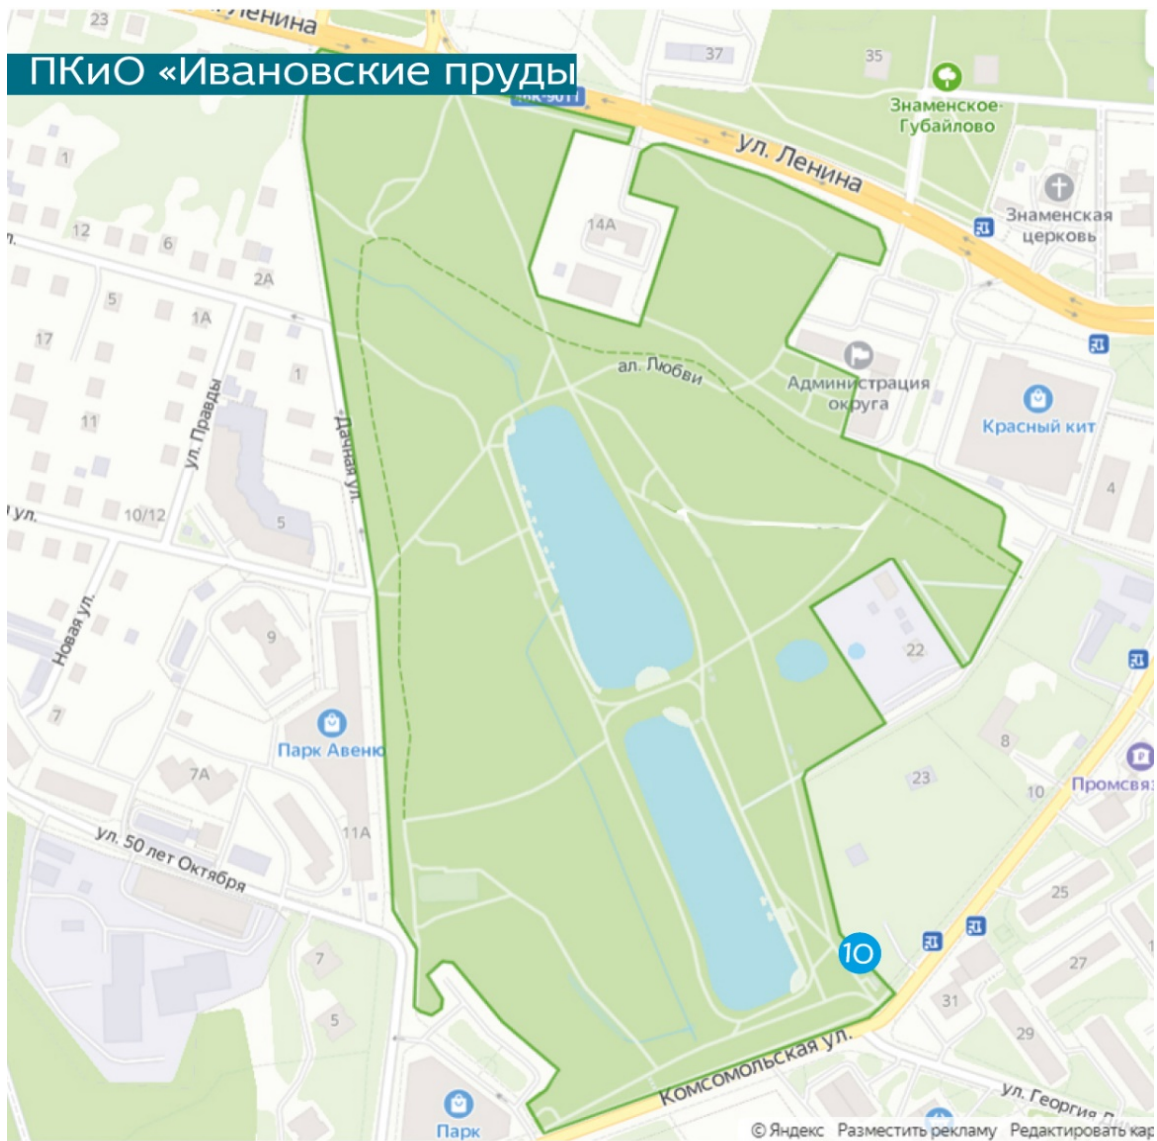 23
Ленина
ПКиО «Ивановские пруды
37
35
Знаменское-
Губайлово
ул. Ленина
1
Знаменская
церковь
14А
12
6
2А
5
1А
17
1
ал. Любви
Администрация
округа
Красный кит
11
ул. Правды
Дачная ул.
4
10/12
ул.
5
Новая ул.
9
22
7
Парк Авеню
8
7А
23
10
Промсвяз
11А
ул. 50 лет Октября
25
7
10
27
31
5
29
Комсомольская ул.
ул. Георгия
Парк
© Яндекс Разместить рекламу Редактировать кар